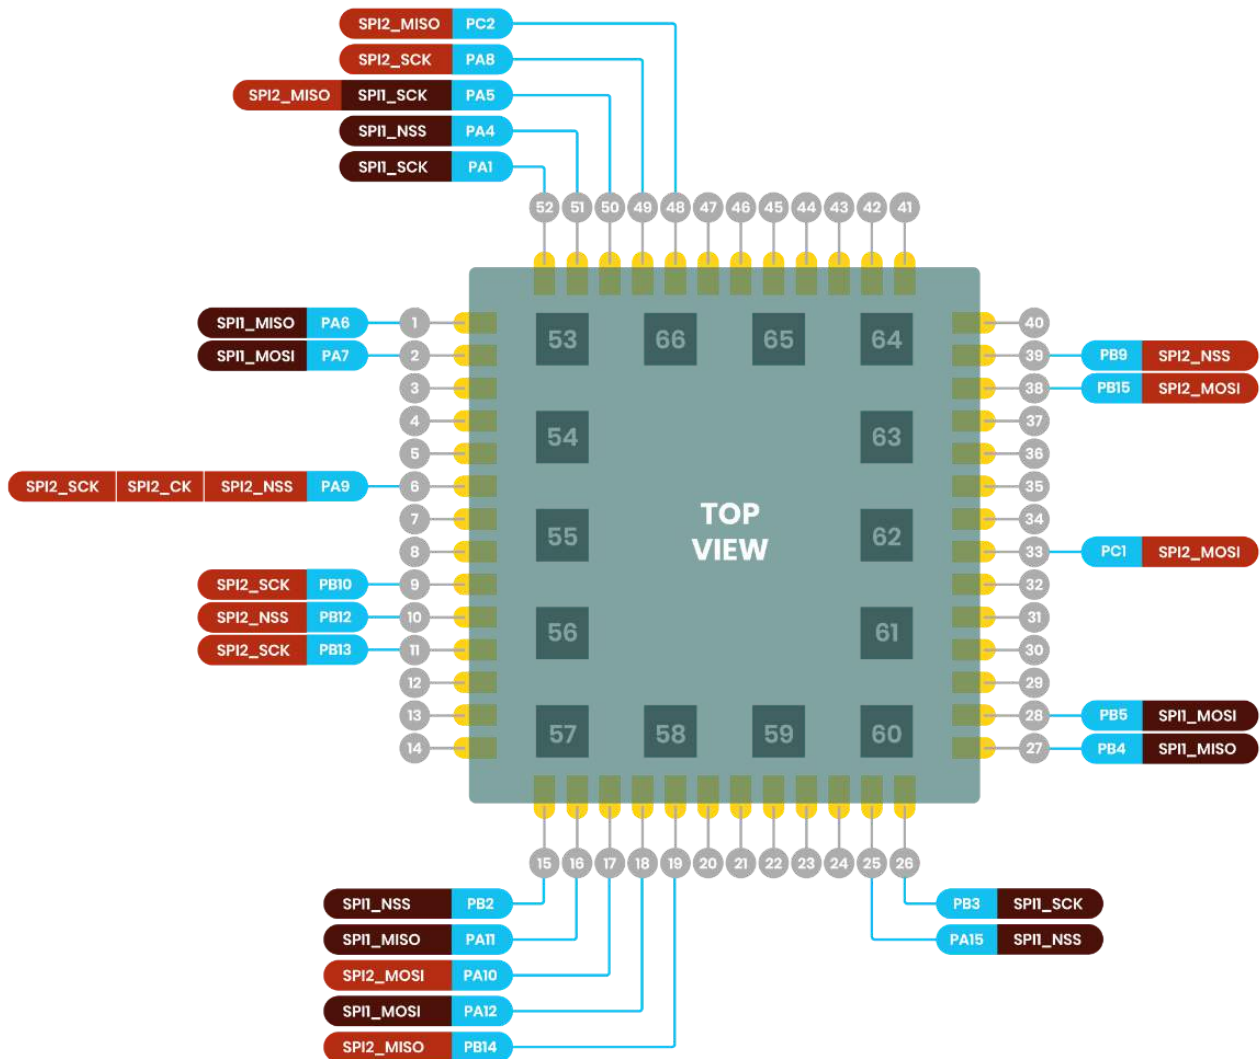 SPI2_MISO PC2
SPI2_SCK PA8
SPI2_MISO SPI1_SCK PA5
SPI1_NSS PA4
SPI1_SCK PA1
52 51 50 49 48 47 46 45 44 43 42 41
SPI1_MISO PA6 1
SPI1_MOSI PA7 2
3
4
5
SPI2_SCK SPI2_CK SPI2_NSS PA9 6
7
8
SPI2_SCK PB10 9
SPI2_NSS PB12 10
SPI2_SCK PB13 11
12
13
14
53 66 65 64
54 63
55 62
56 61
57 58 59 60
TOP
VIEW
40
39 PB9 SPI2_NSS
38 PB15 SPI2_MOSI
37
36
35
34
33 PC1 SPI2_MOSI
32
31
30
29
28 PB5 SPI1_MOSI
27 PB4 SPI1_MISO
15 16 17 18 19 20 21 22 23 24 25 26
SPI1_NSS PB2
SPI1_MISO PA11
SPI2_MOSI PA10
SPI1_MOSI PA12
SPI2_MISO PB14
PB3 SPI1_SCK
PA15 SPI1_NSS